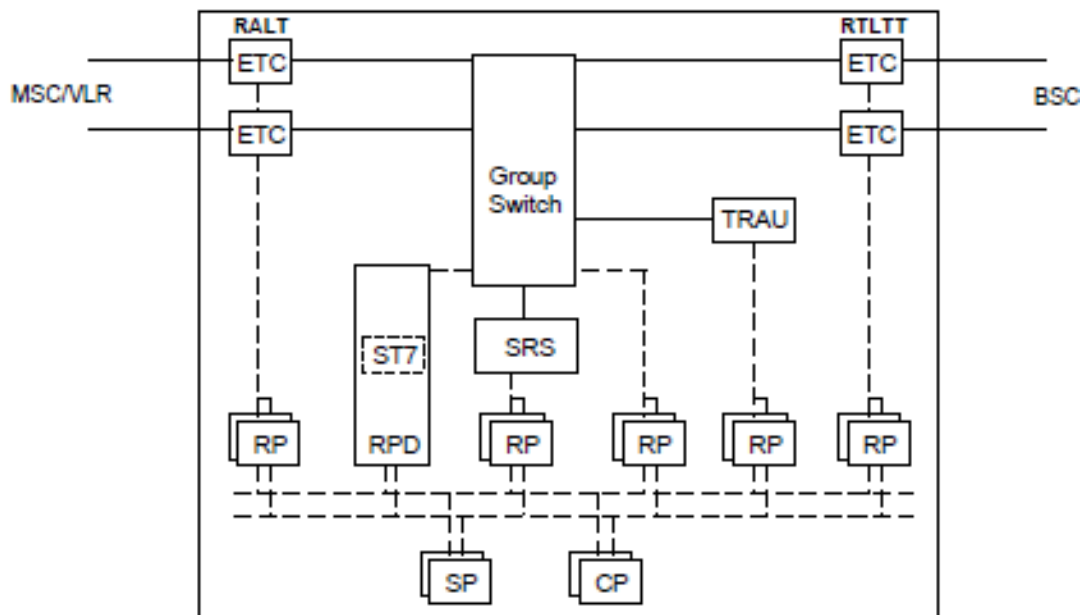 RALT
RTLTT
ETC
ETC
MSC/VLR
BSC
ETC
ETC
Group
Switch
TRAU
ST7
SRS
RP
RPD
RP
RP
RP
RP
SP
CP